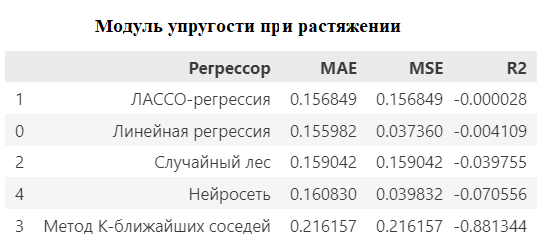 Модуль упругости при растяжении
Регрессор MAE MSE R2
1 ЛАССО-регрессия 0.156849 0.156849 -0.000028
0 Линейная регрессия 0.155982 0.037360 -0.004109
2 Случайный лес 0.159042 0.159042 -0.039755
4 Нейросеть 0.160830 0.039832 -0.070556
3 Метод К-ближайших соседей 0.216157 0.216157 -0.881344